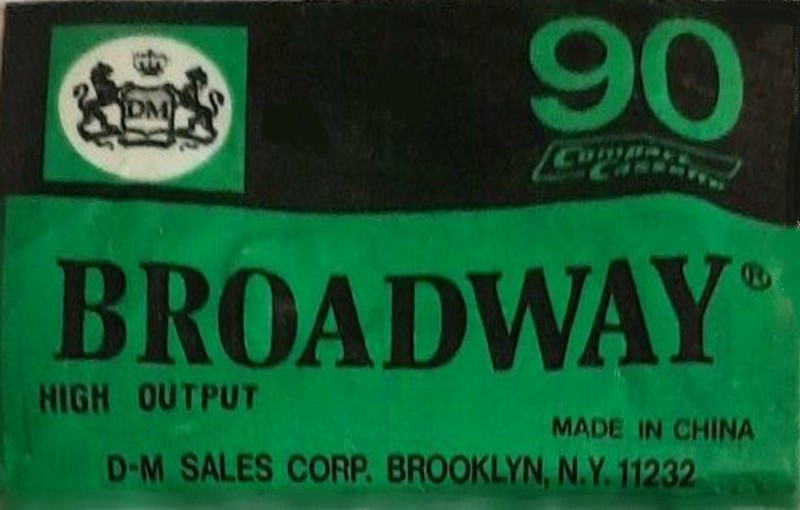 DM
90
Compact
Cassette
BROADWAY®
HIGH OUTPUT
MADE IN CHINA
D-M SALES CORP. BROOKLYN, N.Y. 11232